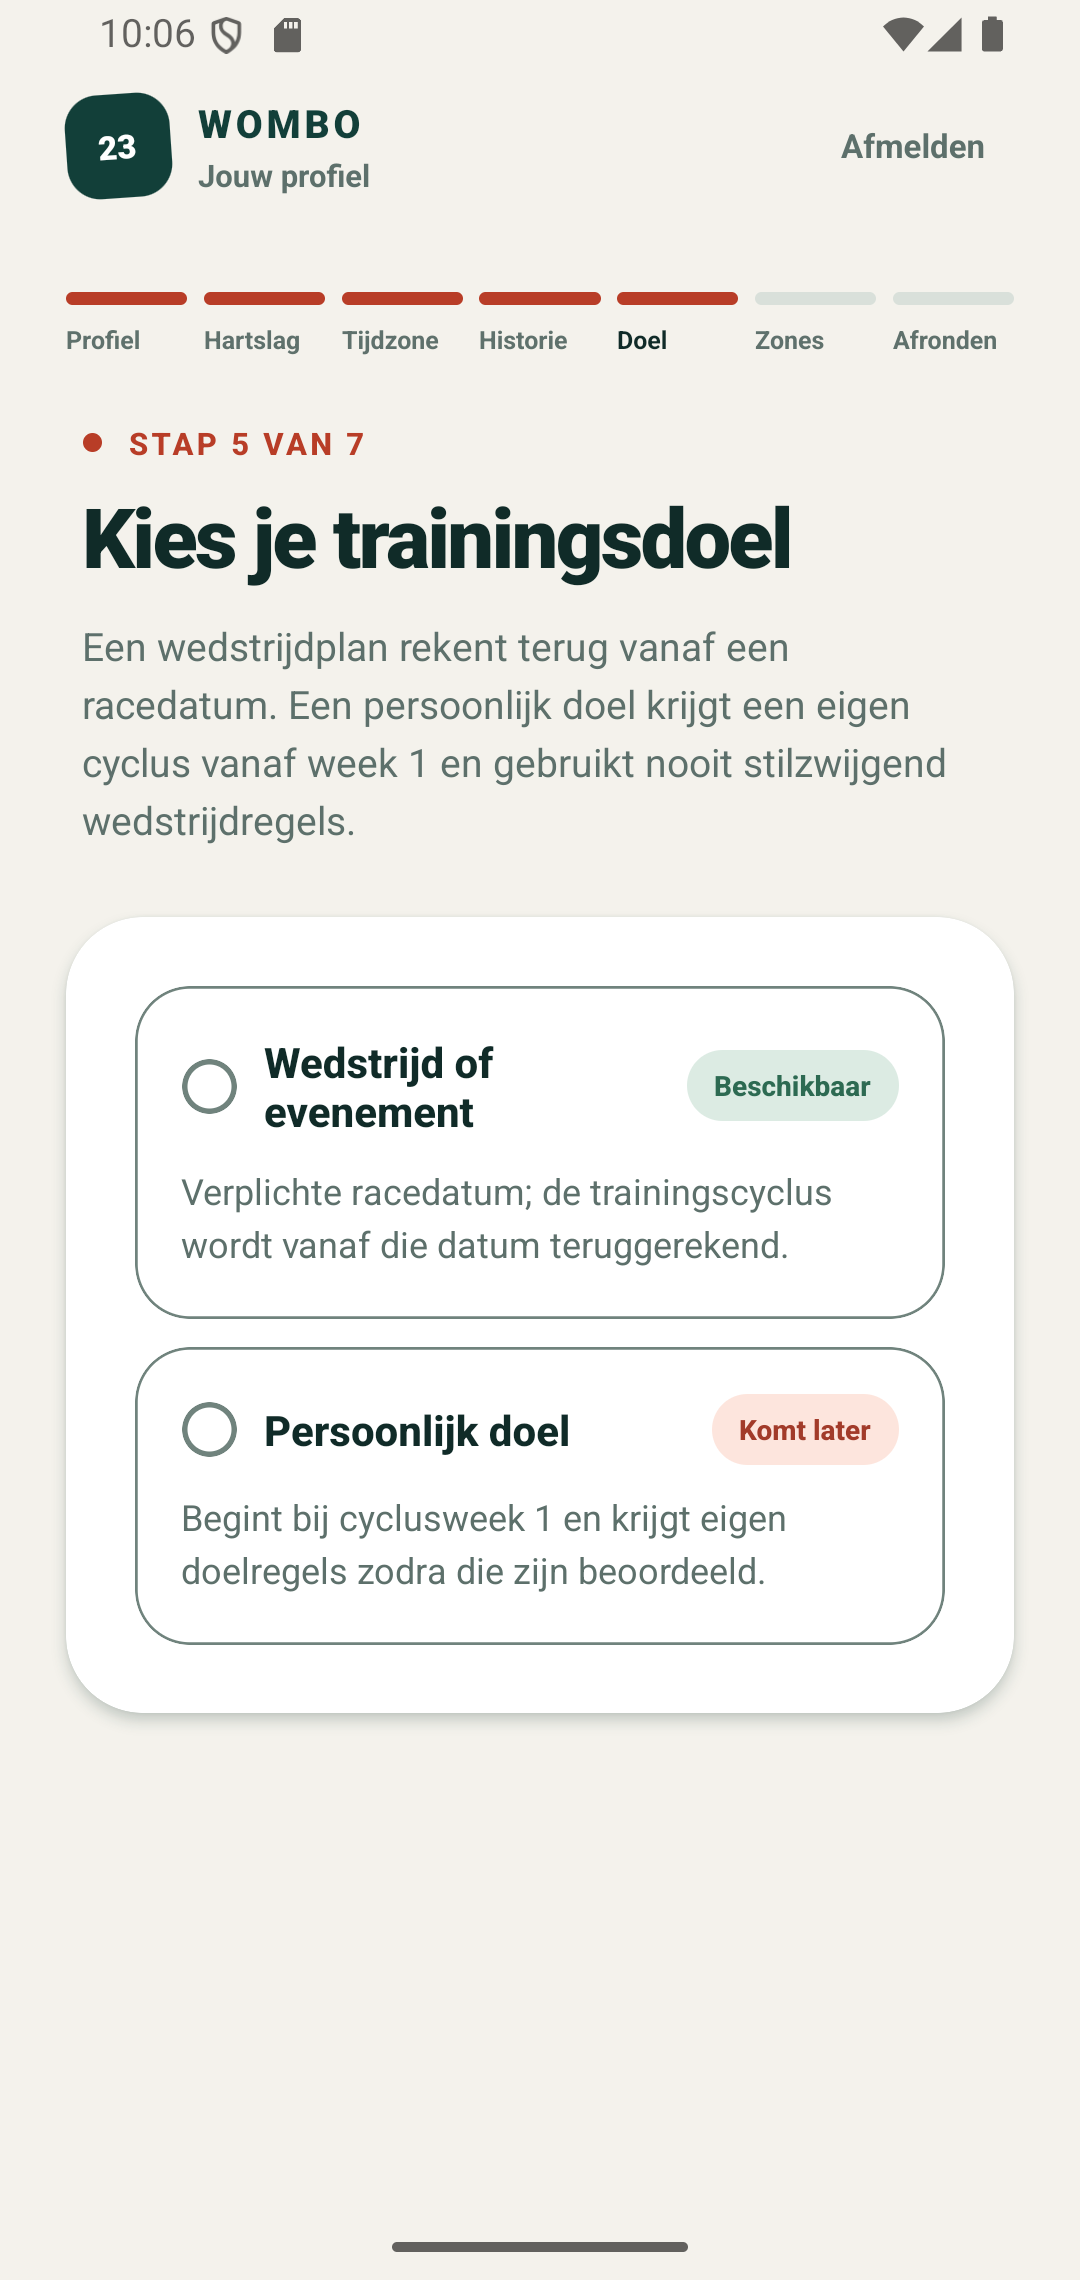 10:06
23
WOMBO
Jouw profiel
Afmelden
Profiel
Hartslag
Tijdzone
Historie
Doel
Zones
Afronden
STAP 5 VAN 7
Kies je trainingsdoel
Een wedstrijdplan rekent terug vanaf een
racedatum. Een persoonlijk doel krijgt een eigen
cyclus vanaf week 1 en gebruikt nooit stilzwijgend
wedstrijdregels.
Wedstrijd of
evenement
Beschikbaar
Verplichte racedatum; de trainingscyclus
wordt vanaf die datum teruggerekend.
Persoonlijk doel
Komt later
Begint bij cyclusweek 1 en krijgt eigen
doelregels zodra die zijn beoordeeld.